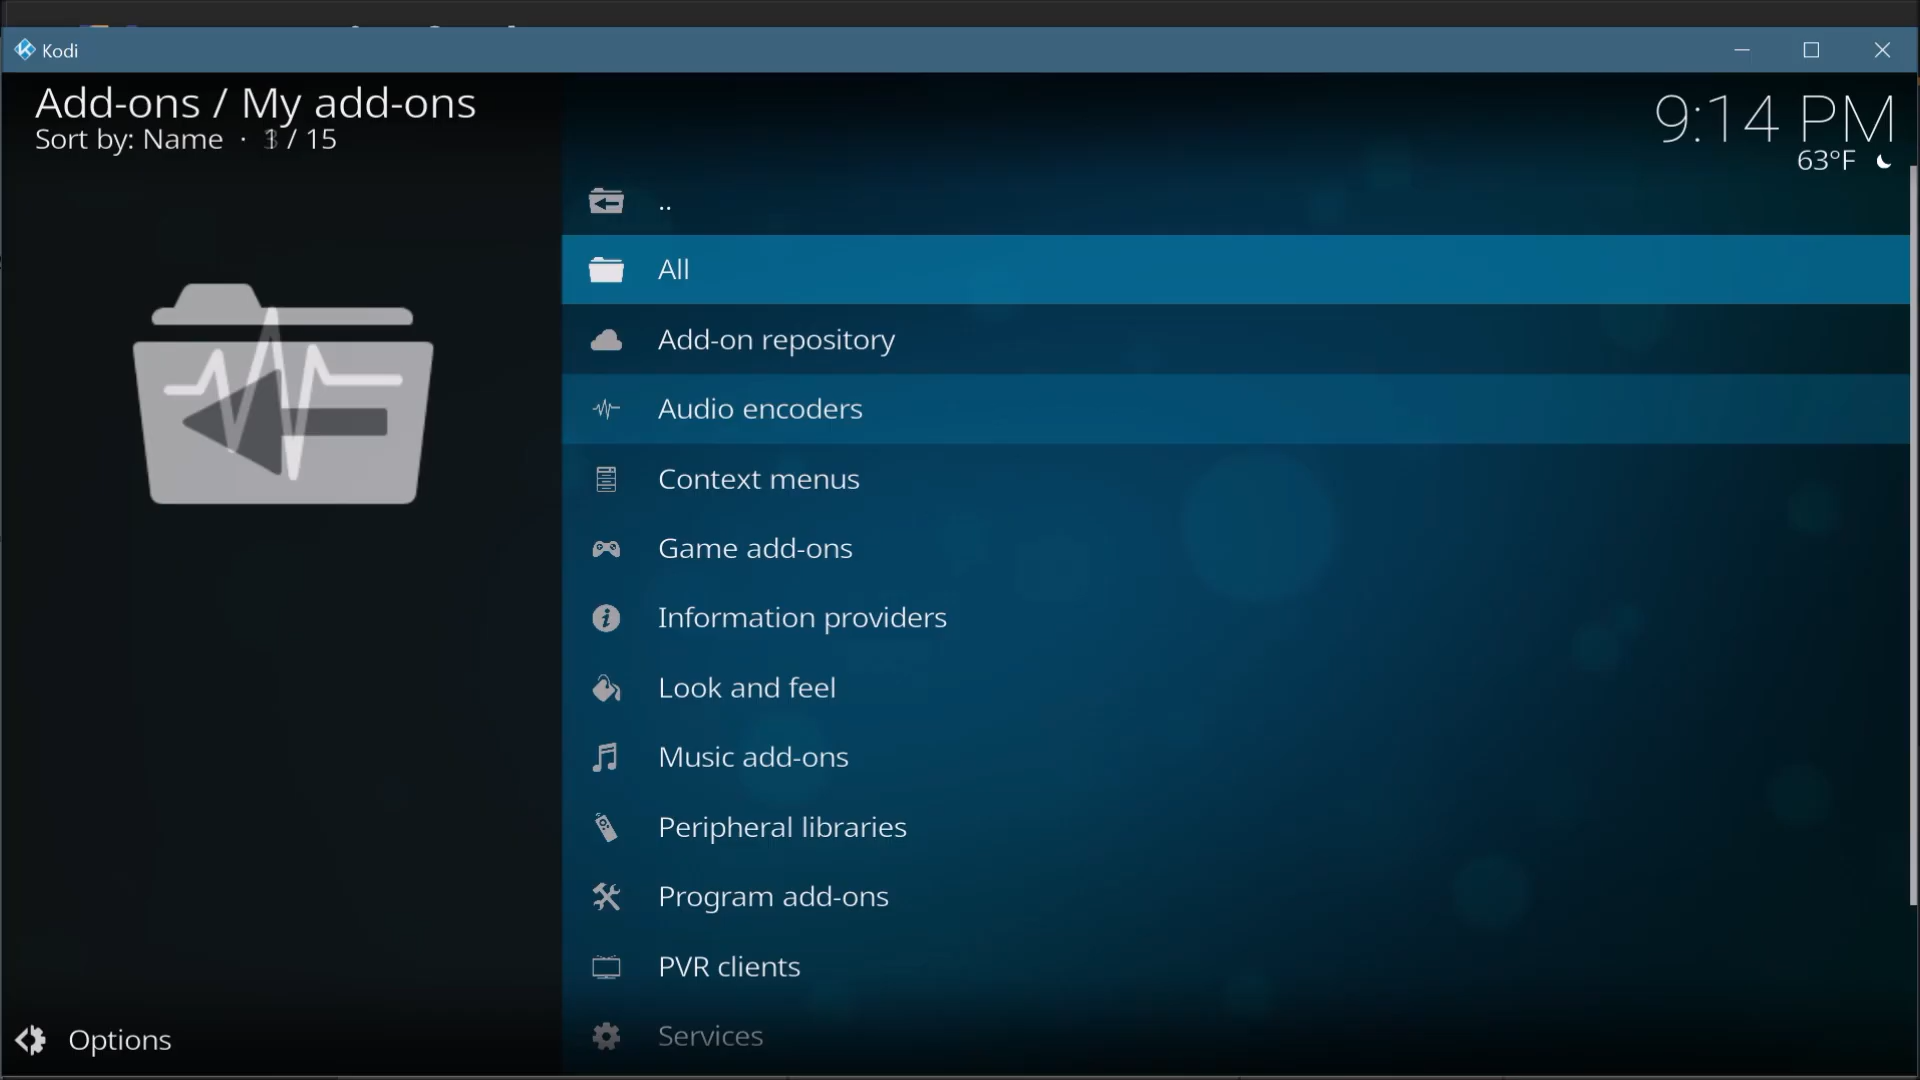 Kodi
Add-ons / My add-ons
Sort by: Name · / 15
9:14 PM
63°F
..
All
Add-on repository
Audio encoders
Context menus
Game add-ons
Information providers
Look and feel
Music add-ons
Peripheral libraries
Program add-ons
PVR clients
Services
Options